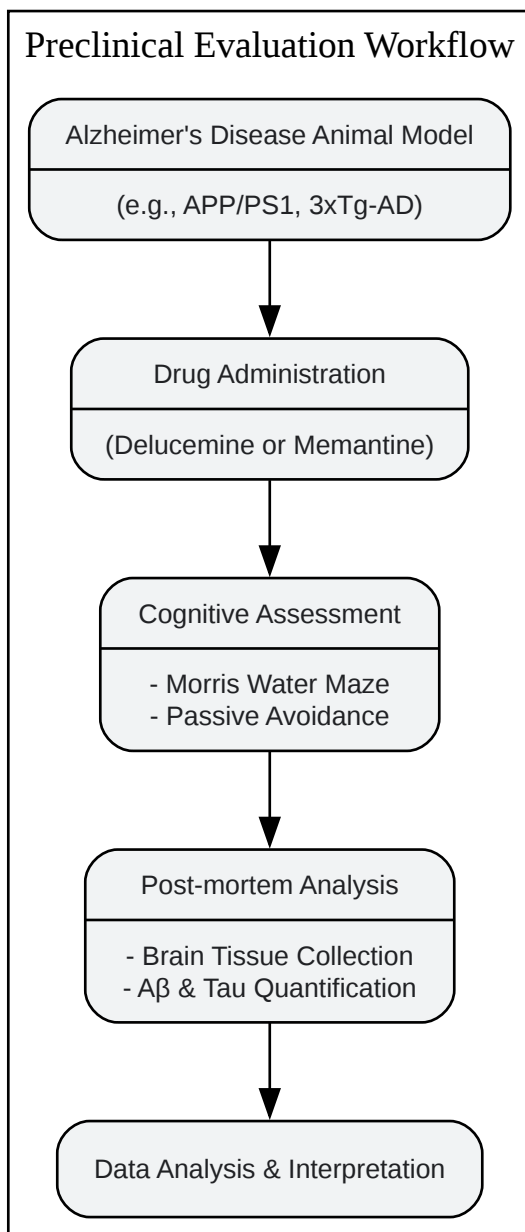 Preclinical Evaluation Workflow
Alzheimer's Disease Animal Model
(e.g., APP/PS1, 3xTg-AD)
Drug Administration
(Delucemine or Memantine)
Cognitive Assessment
- Morris Water Maze
- Passive Avoidance
Post-mortem Analysis
- Brain Tissue Collection
- Aβ & Tau Quantification
Data Analysis & Interpretation